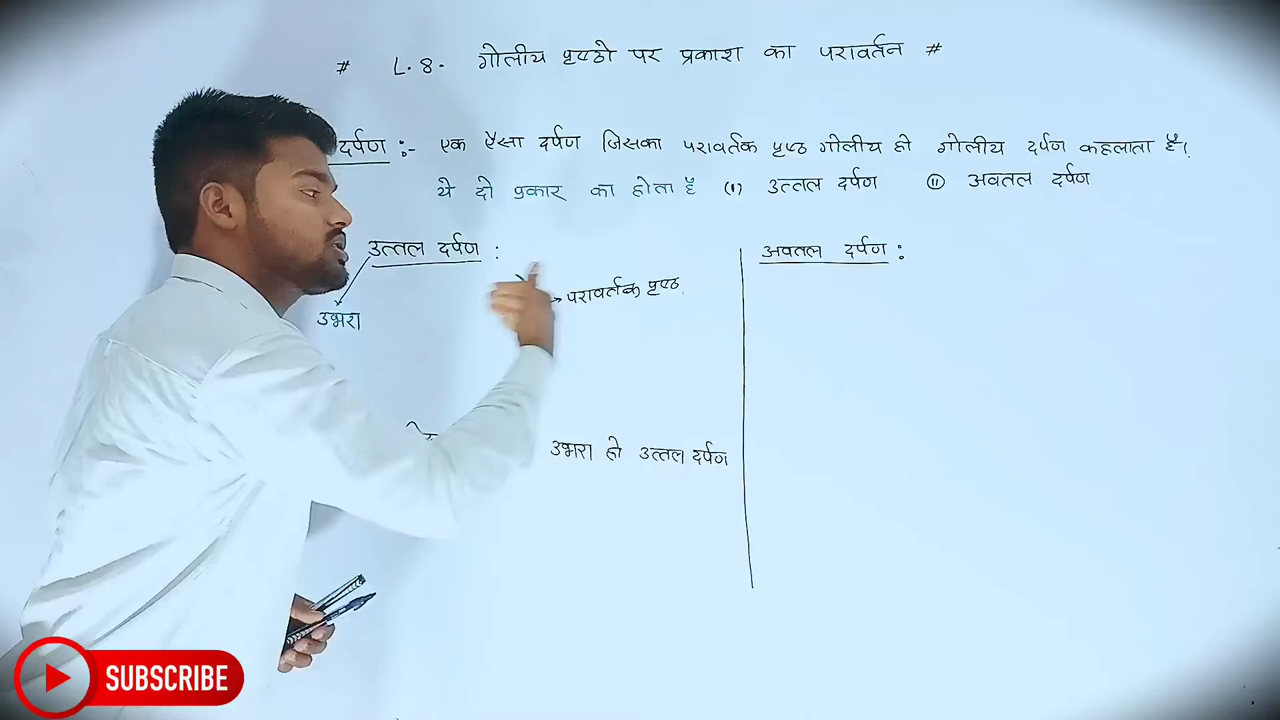 # L.8. गोलीय पृष्ठो पर प्रकाश का परावर्तन #
दर्पण :- एक ऐसा दर्पण जिसका परावर्तक पृष्ठ गोलीय हो गोलीय दर्पण कहलाता है।
ये दो प्रकार का होता है (I) उत्तल दर्पण (II) अवतल दर्पण
उत्तल दर्पण :
परावर्तक पृष्ठ
उभरा
उभरा हो उत्तल दर्पण
अवतल दर्पण :
SUBSCRIBE